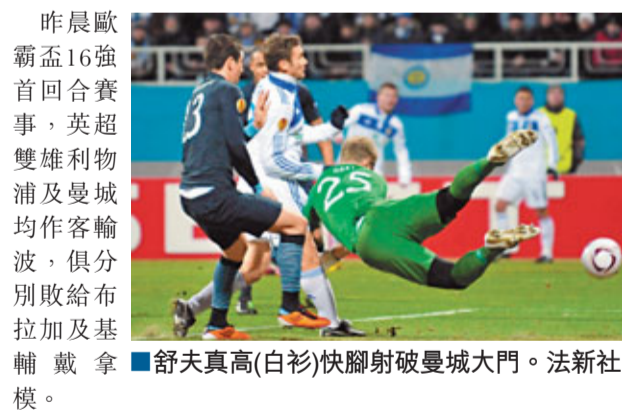 昨晨歐
霸盃16強
首回合賽
事，英超
雙雄利物
浦及曼城
均作客輸
波，俱分
別敗給布
拉加及基
輔戴拿
模。
13
25
■舒夫真高(白衫)快腳射破曼城大門。法新社